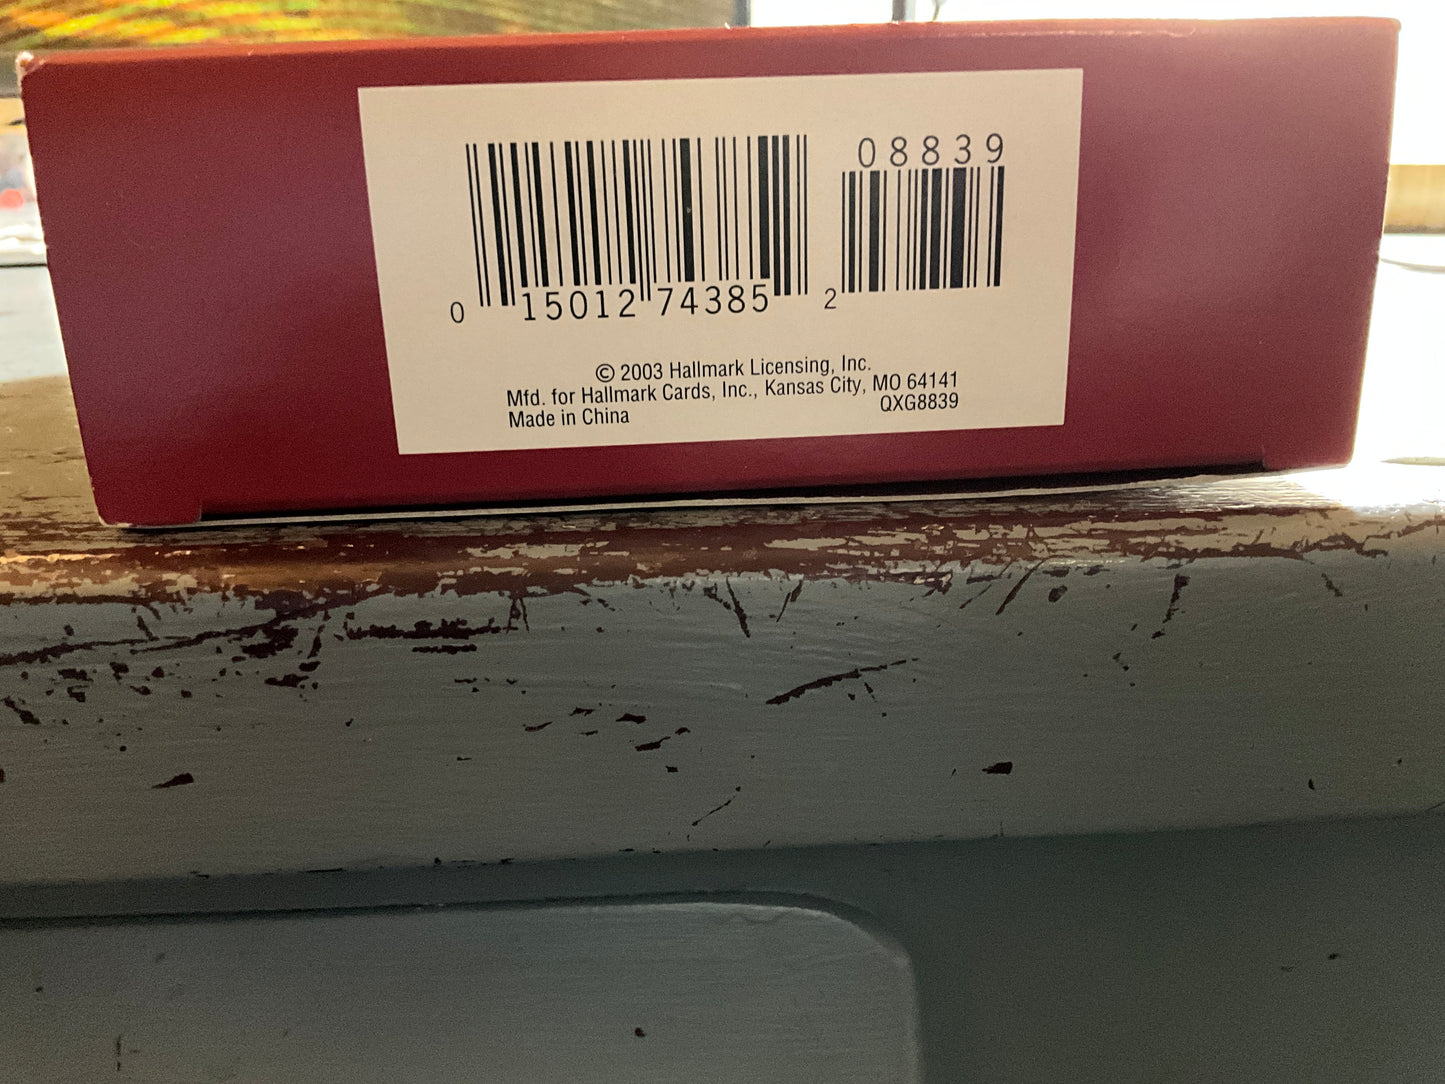 08839
0 15012 74385 2
© 2003 Hallmark Licensing, Inc.
Mfd. for Hallmark Cards, Inc., Kansas City, MO 64141
Made in China QXG8839